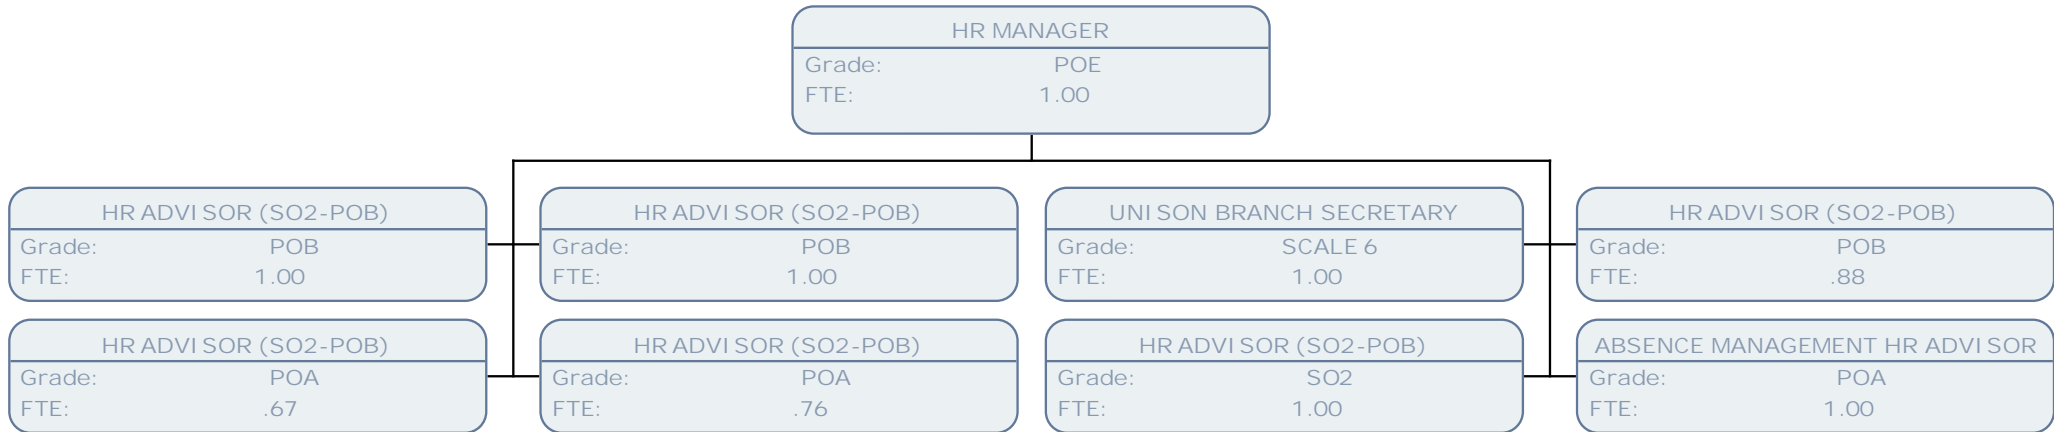 HR MANAGER
Grade: POE
FTE: 1.00
HR ADVISOR (SO2-POB)
Grade: POB
FTE: 1.00
HR ADVISOR (SO2-POB)
Grade: POB
FTE: 1.00
UNISON BRANCH SECRETARY
Grade: SCALE 6
FTE: 1.00
HR ADVISOR (SO2-POB)
Grade: POB
FTE: .88
HR ADVISOR (SO2-POB)
Grade: POA
FTE: .67
HR ADVISOR (SO2-POB)
Grade: POA
FTE: .76
HR ADVISOR (SO2-POB)
Grade: SO2
FTE: 1.00
ABSENCE MANAGEMENT HR ADVISOR
Grade: POA
FTE: 1.00